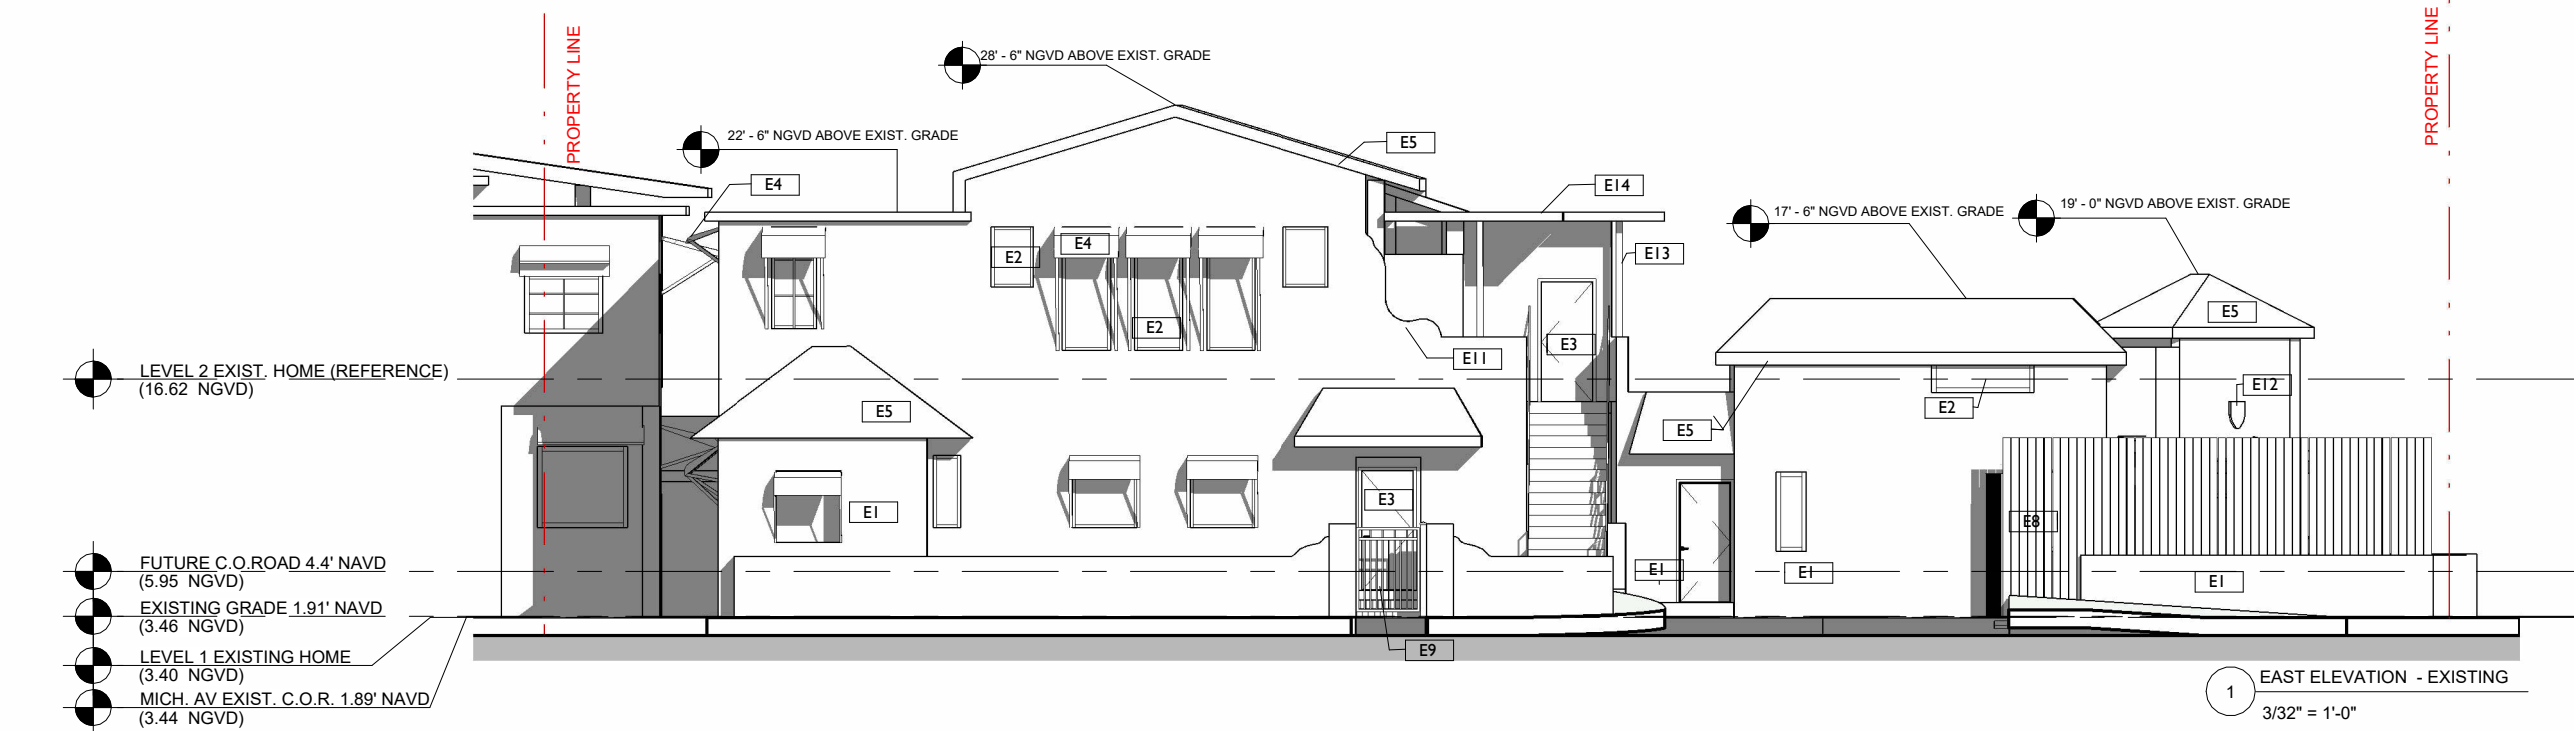 PROPERTY LINE
PROPERTY LINE
28' - 6" NGVD ABOVE EXIST. GRADE
22' - 6" NGVD ABOVE EXIST. GRADE
E5
E4
E14
17' - 6" NGVD ABOVE EXIST. GRADE
19' - 0" NGVD ABOVE EXIST. GRADE
E2
E4
E13
E5
E2
E3
E11
LEVEL 2 EXIST. HOME (REFERENCE)
(16.62 NGVD)
E12
E5
E2
E5
E3
E1
E8
FUTURE C.O.ROAD 4.4' NAVD
(5.95 NGVD)
E1
E1
E1
EXISTING GRADE 1.91' NAVD
(3.46 NGVD)
E9
LEVEL 1 EXISTING HOME
(3.40 NGVD)
MICH. AV EXIST. C.O.R. 1.89' NAVD
(3.44 NGVD)
1
EAST ELEVATION - EXISTING
3/32" = 1'-0"